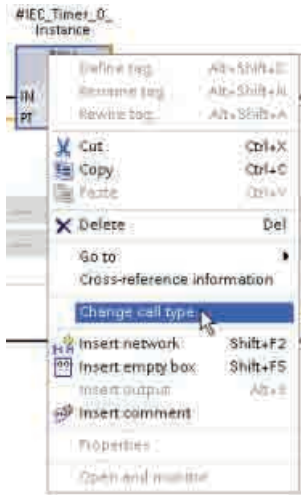 #IEC_Timer_0_
Instance
IN
PT
Define tag Alt+Shift+D
Rename tag Alt+Shift+N
Rewire tag... Alt+Shift+A
Cut Ctrl+X
Copy Ctrl+C
Paste Ctrl+V
Delete Del
Go to
Cross-reference information
Change call type
Insert network Shift+F2
Insert empty box Shift+F5
Insert output
Insert comment
Properties
Open and monitor